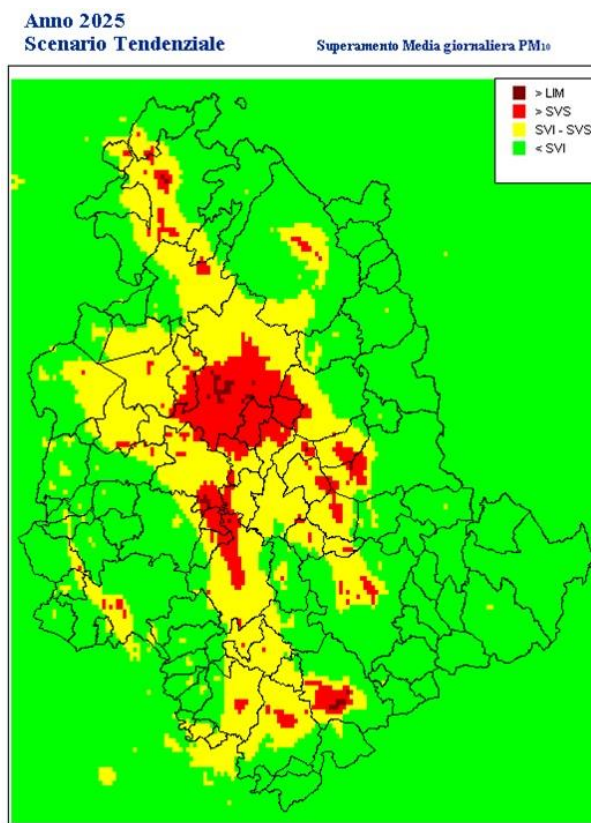 Anno 2025
Scenario Tendenziale
Superamento Media giornaliera PM10
> LIM
> SVS
SVI - SVS
< SVI